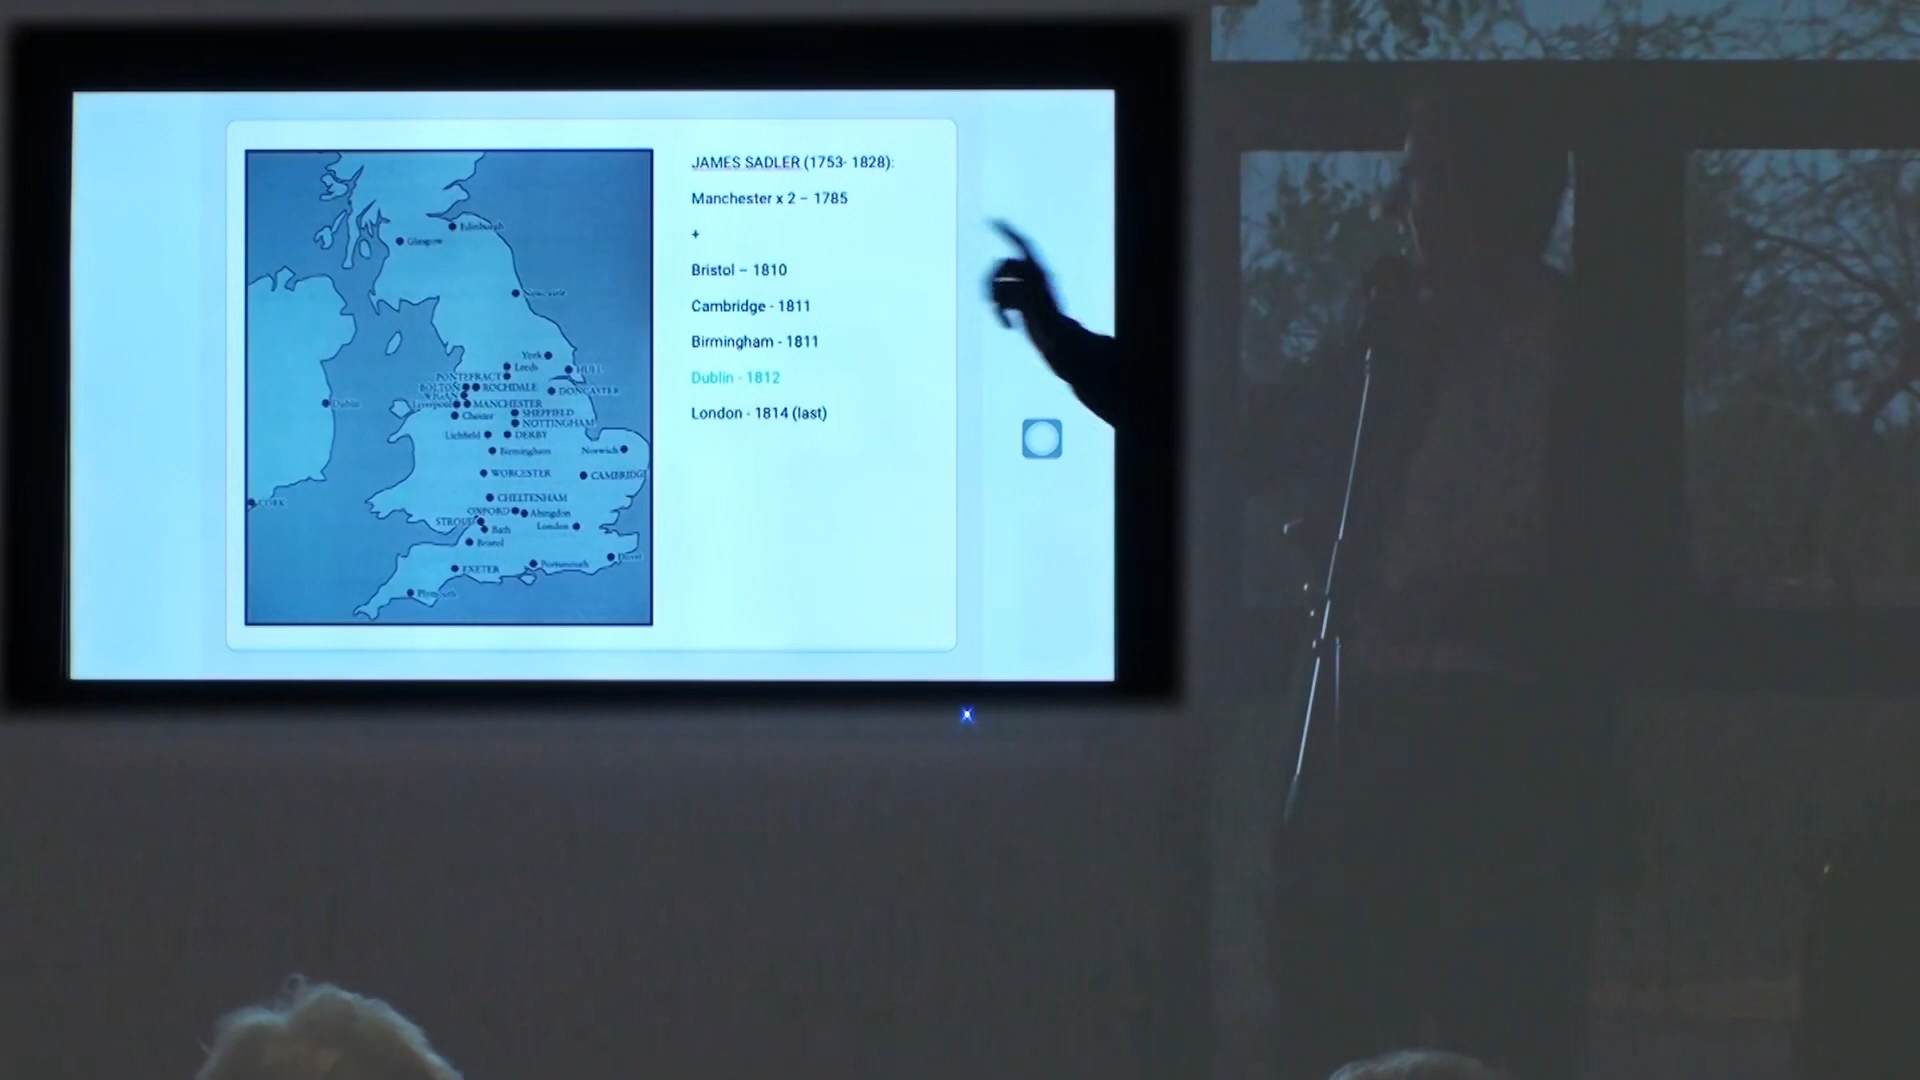 JAMES SADLER (1753- 1828):
Manchester x 2 – 1785
+
Bristol – 1810
Cambridge - 1811
Birmingham - 1811
Dublin - 1812
London - 1814 (last)
Edinburgh
Glasgow
Newcastle
York
Leeds
HULL
PONTEFRACT
BOLTON
ROCHDALE
WIGAN
DONCASTER
Dublin
Liverpool
MANCHESTER
Chester
SHEFFIELD
NOTTINGHAM
Lichfield
DERBY
Birmingham
Norwich
WORCESTER
CAMBRIDGE
CORK
CHELTENHAM
OXFORD
Abingdon
STROUD
Bath
London
Bristol
Dover
EXETER
Portsmouth
Plymouth